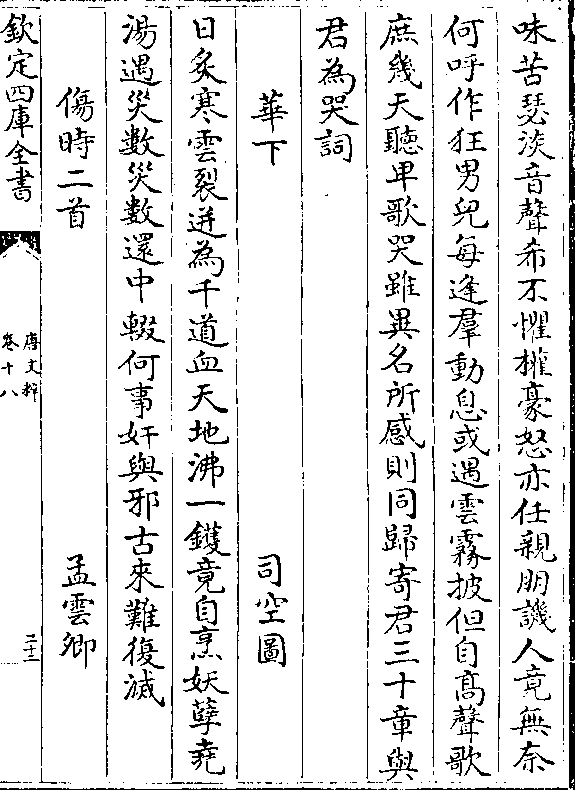 味苦瑟淡音聲希不懼權豪怒亦任親朋譏人竟無奈
何呼作狂男兒每逢羣動息或遇雲霧披但自高聲歌
庶幾天聽卑歌哭雖異名所感則同歸寄君三十章與
君為哭詞
華下 司空圖
日炙寒雲裂迸為千道血天地沸一鑊竟自烹妖孽堯
湯遇災數災數還中輟何事奸與邪古來難復滅
傷時二首 孟雲卿
欽定四庫全書
唐文粹
卷十八
二十二